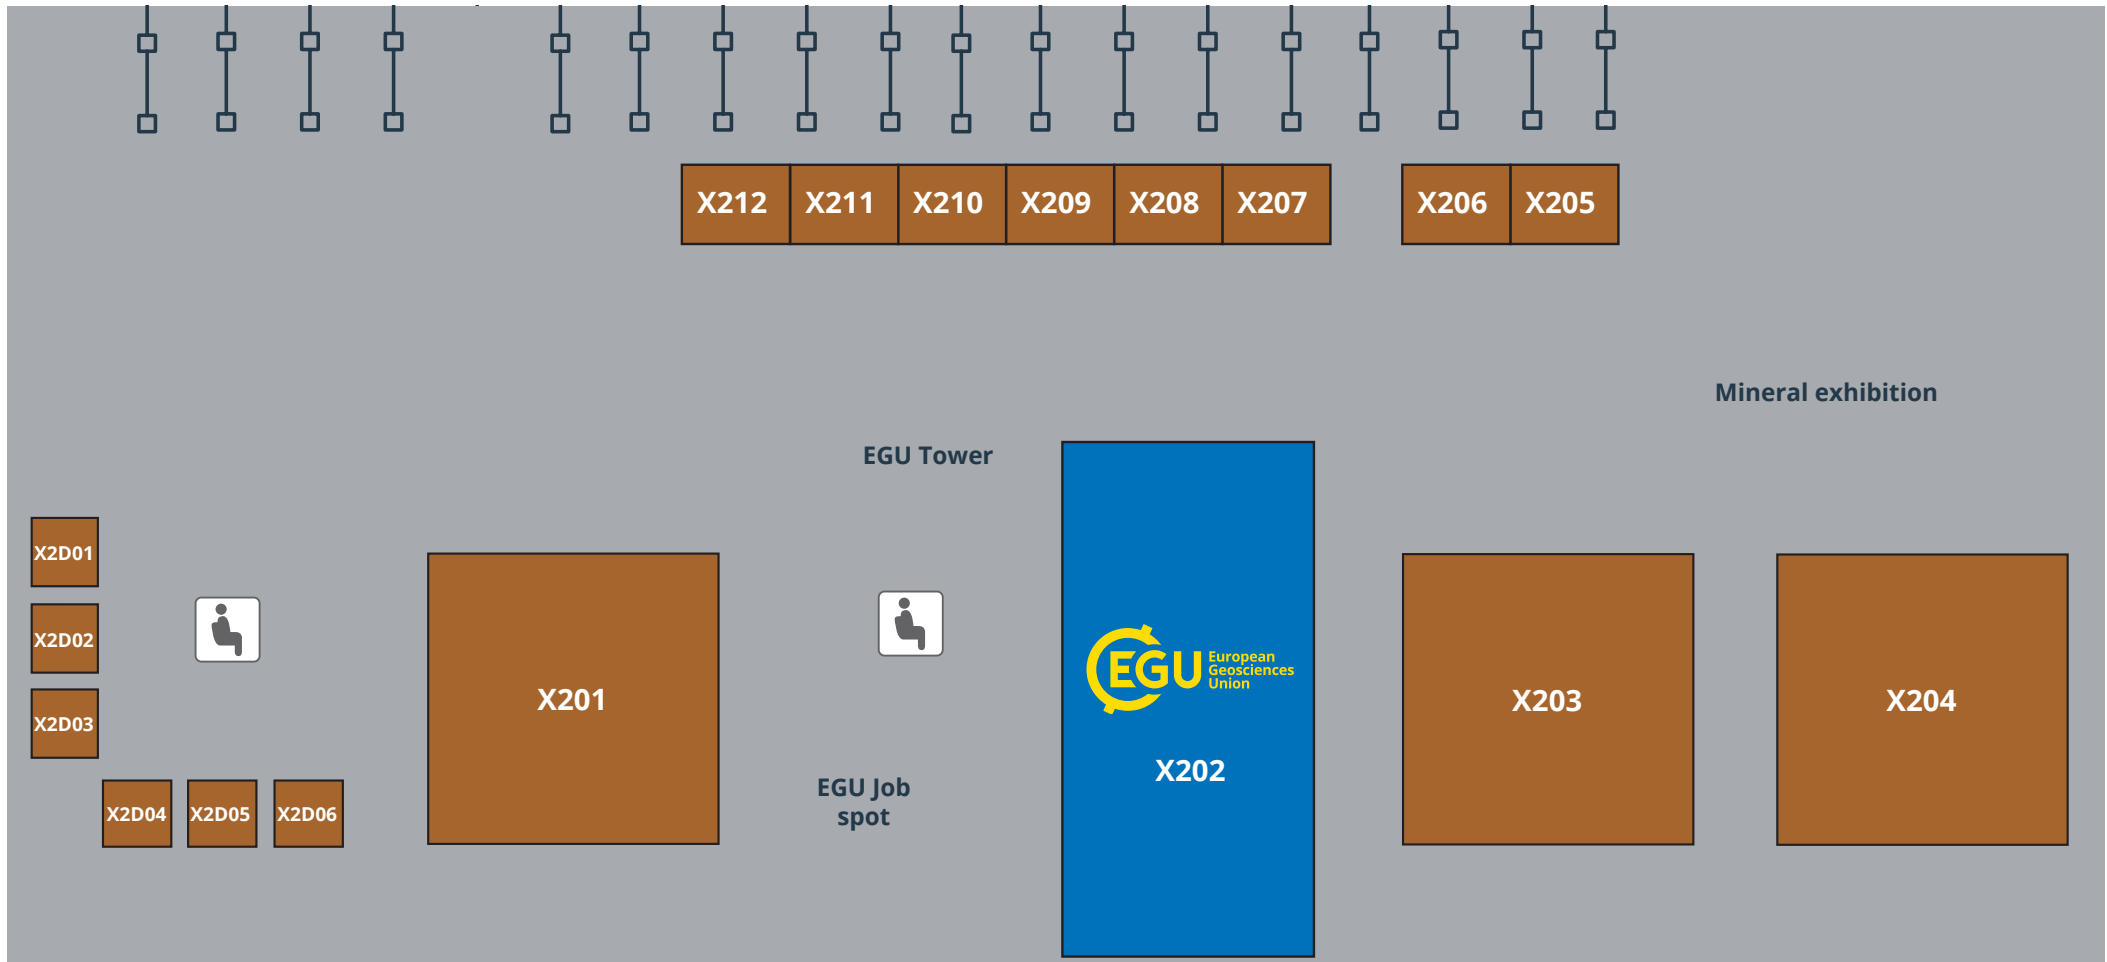 X212 X211 X210 X209 X208 X207 X206 X205
Mineral exhibition
EGU Tower
X2D01
X2D02
X2D03
X2D04 X2D05 X2D06
X201
EGU Job
spot
EGU European
Geosciences
Union
X202
X203
X204